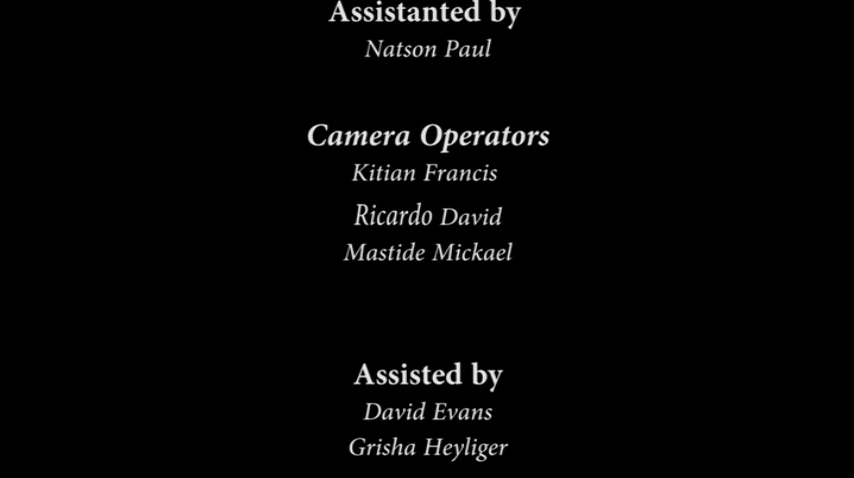 Assistanted by
Natson Paul
Camera Operators
Kitian Francis
Ricardo David
Mastide Mickael
Assisted by
David Evans
Grisha Heyliger